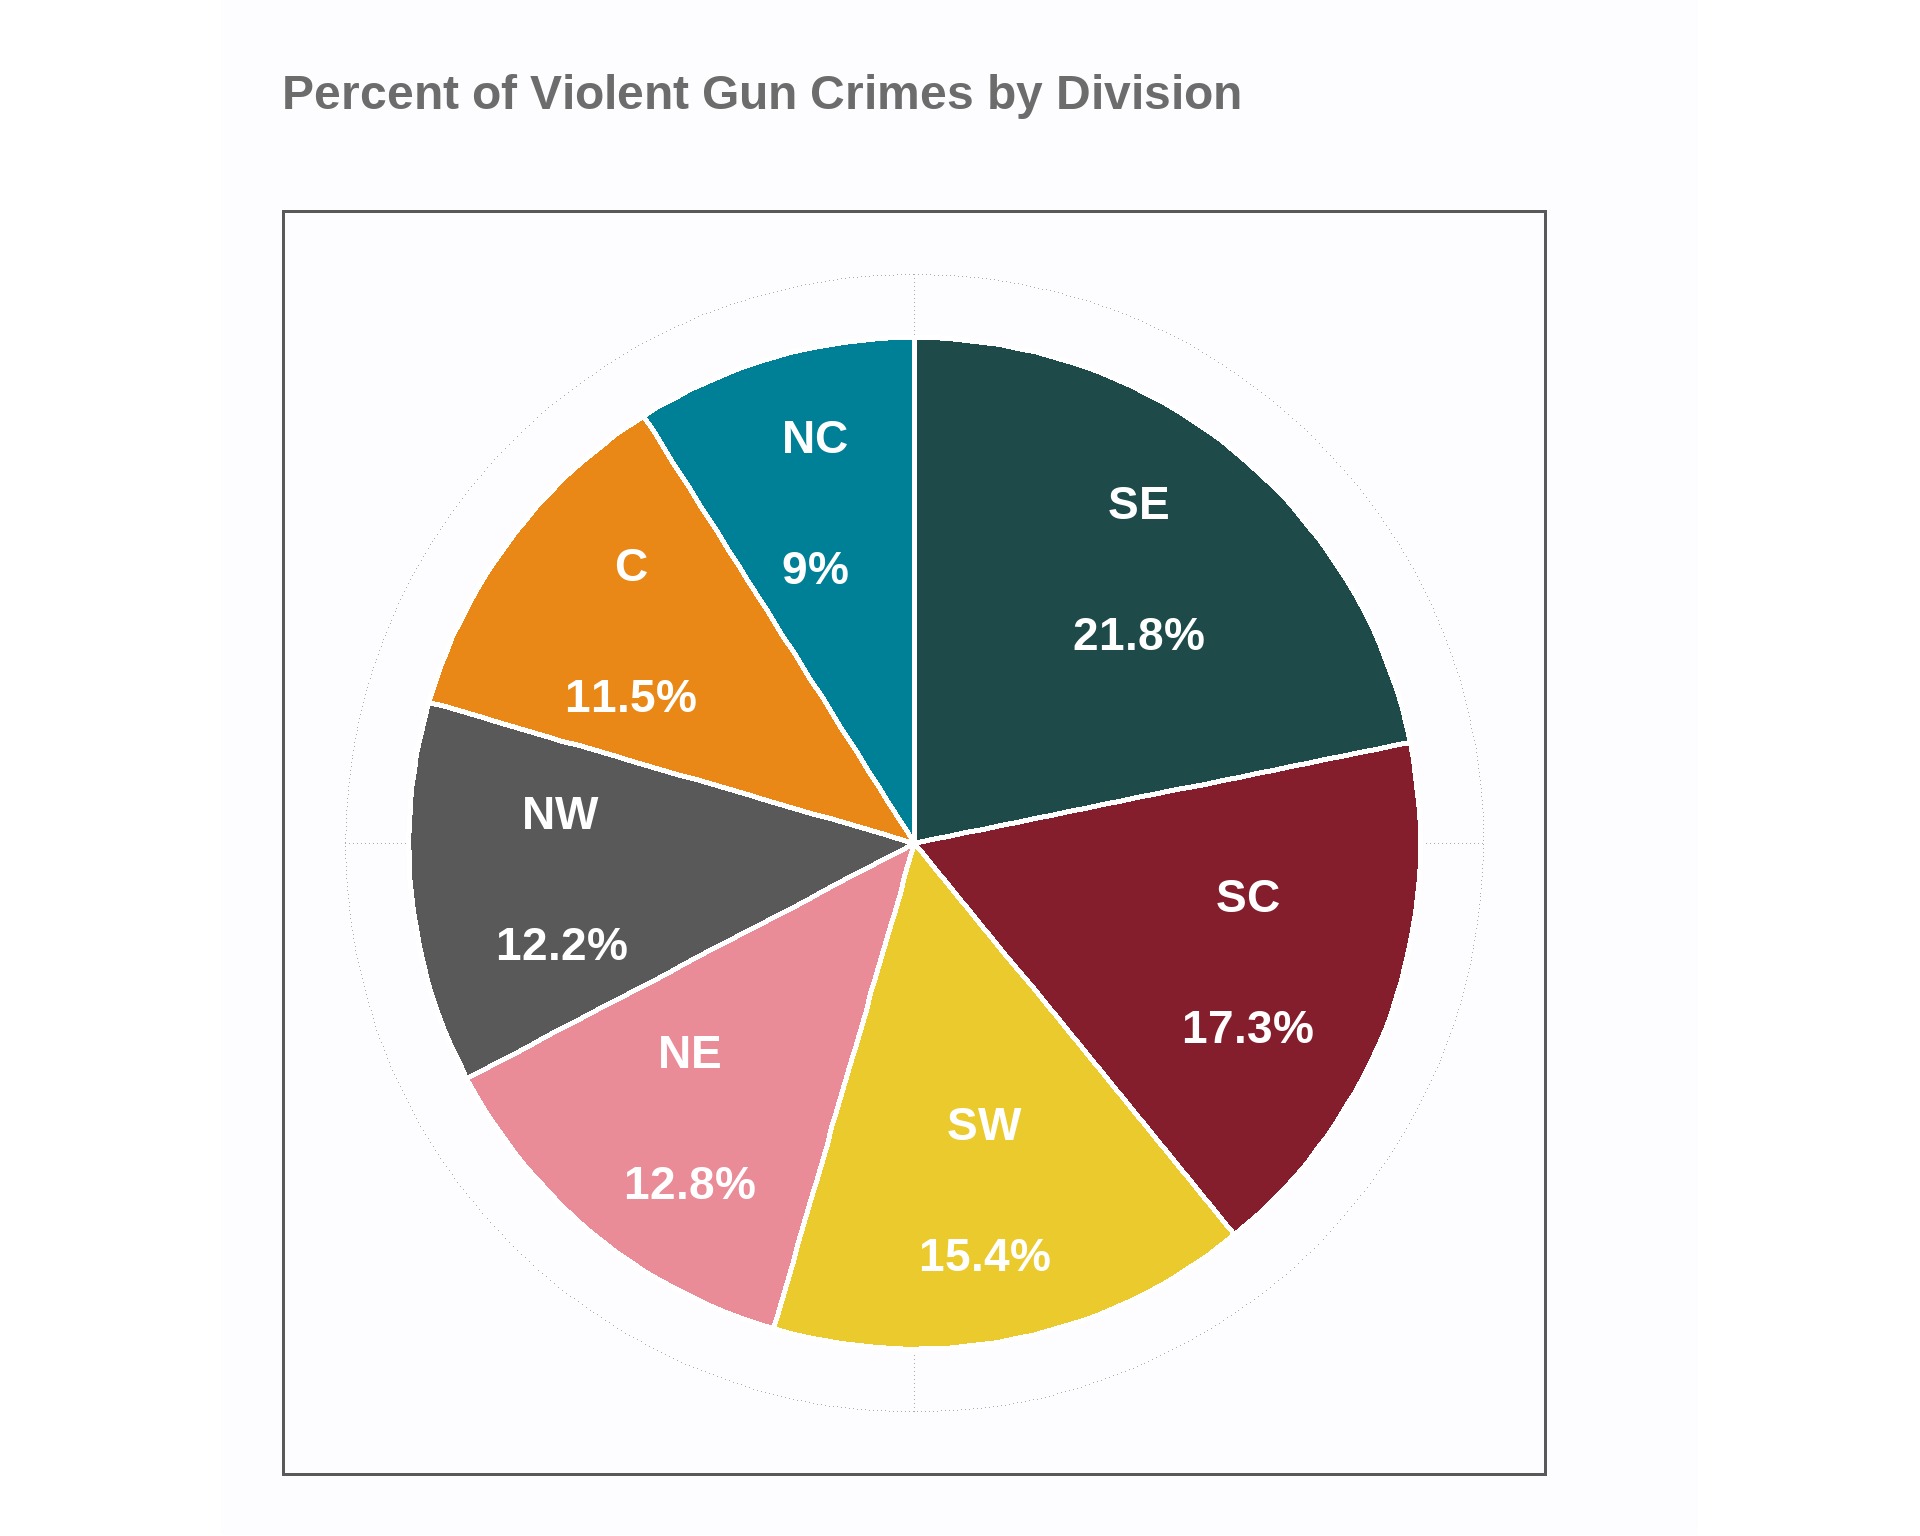 Percent of Violent Gun Crimes by Division
NC
9%
SE
21.8%
C
11.5%
NW
12.2%
SC
17.3%
NE
12.8%
SW
15.4%